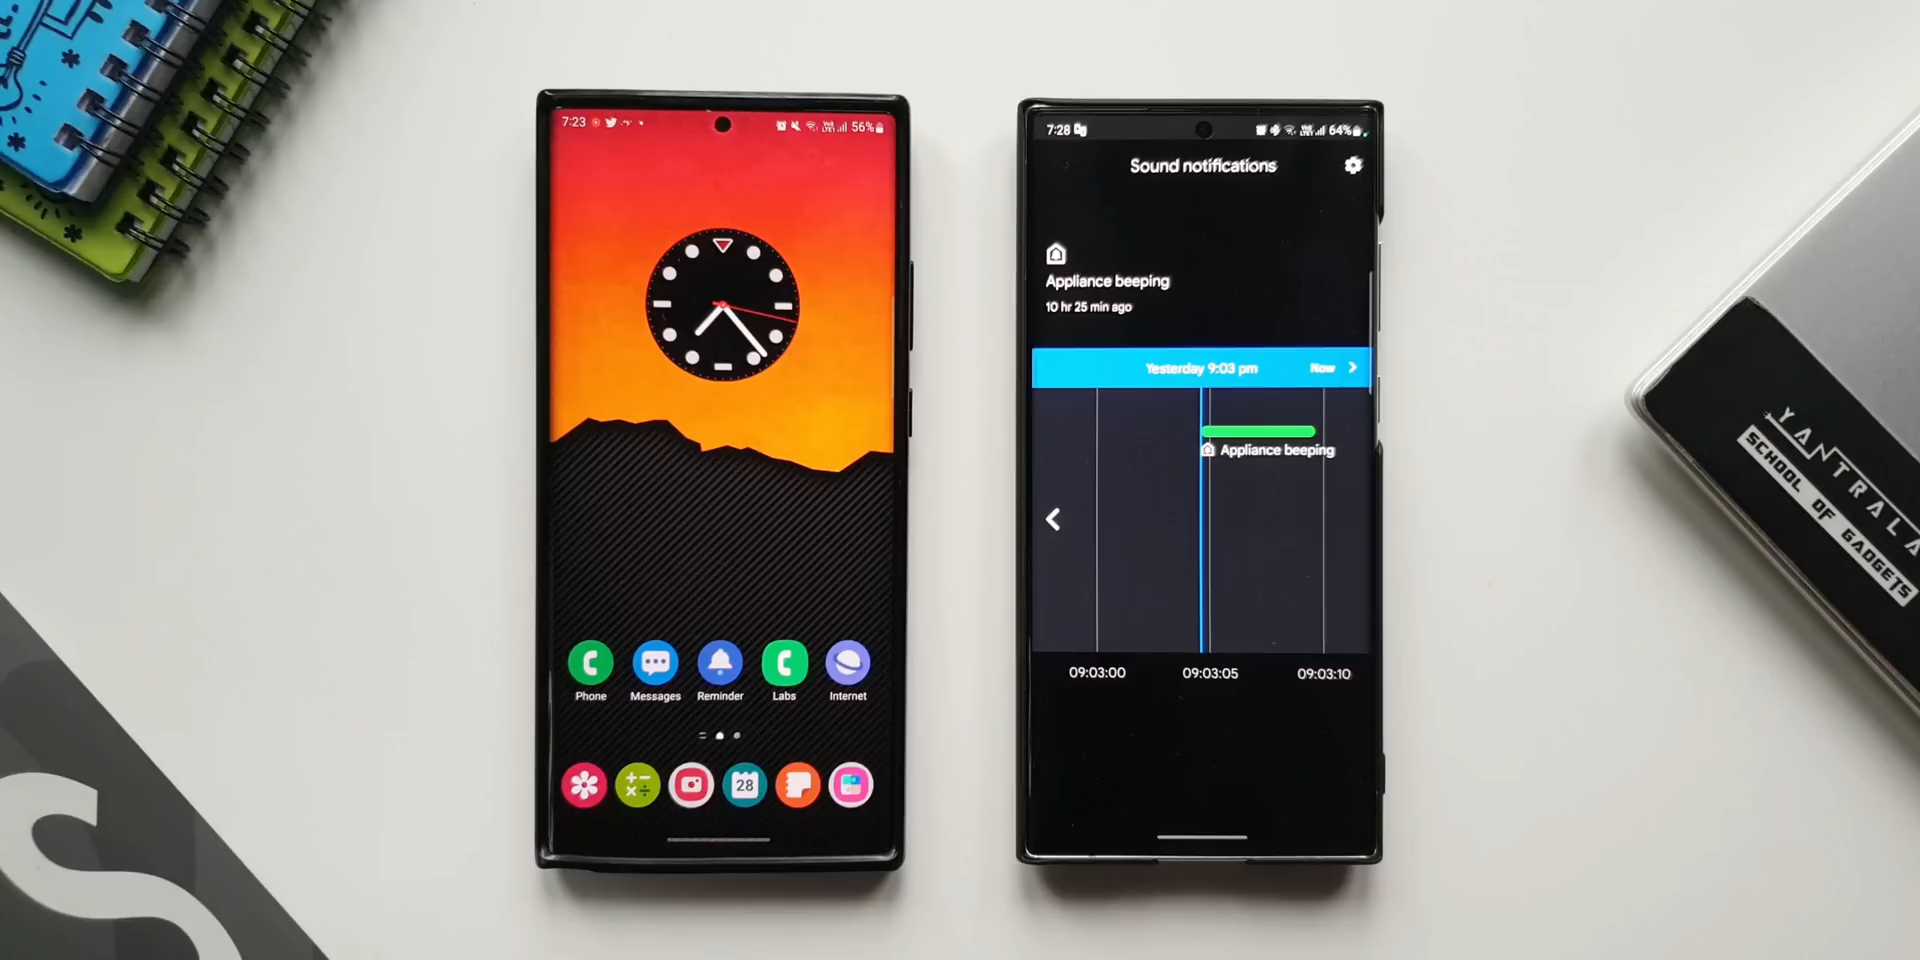 7:23
56%
Phone
Messages
Reminder
Labs
Internet
28
7:28
64%
Sound notifications
Appliance beeping
10 hr 25 min ago
Yesterday 9:03 pm
Now
Appliance beeping
09:03:00
09:03:05
09:03:10
YANTRALA
SCHOOL OF GADGETS
S